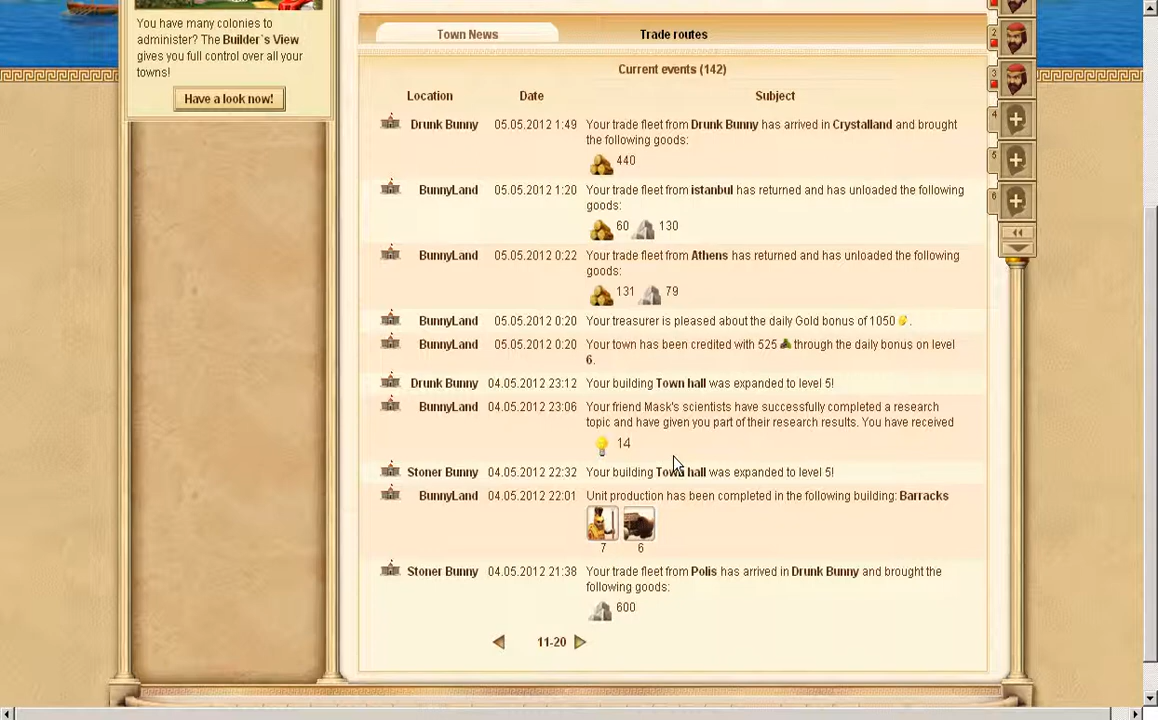 You have many colonies to
administer? The Builder's View
gives you full control over all your
towns!
Have a look now!
Town News
Trade routes
Current events (142)
Location Date Subject
Drunk Bunny 05.05.2012 1:49 Your trade fleet from Drunk Bunny has arrived in Crystalland and brought
the following goods:
440
BunnyLand 05.05.2012 1:20 Your trade fleet from istanbul has returned and has unloaded the following
goods:
60 130
BunnyLand 05.05.2012 0:22 Your trade fleet from Athens has returned and has unloaded the following
goods:
131 79
BunnyLand 05.05.2012 0:20 Your treasurer is pleased about the daily Gold bonus of 1050 .
BunnyLand 05.05.2012 0:20 Your town has been credited with 525 through the daily bonus on level
6.
Drunk Bunny 04.05.2012 23:12 Your building Town hall was expanded to level 5!
BunnyLand 04.05.2012 23:06 Your friend Mask's scientists have successfully completed a research
topic and have given you part of their research results. You have received
14
Stoner Bunny 04.05.2012 22:32 Your building Town hall was expanded to level 5!
BunnyLand 04.05.2012 22:01 Unit production has been completed in the following building: Barracks
7 6
Stoner Bunny 04.05.2012 21:38 Your trade fleet from Polis has arrived in Drunk Bunny and brought the
following goods:
600
11-20
2
3
4
5
6